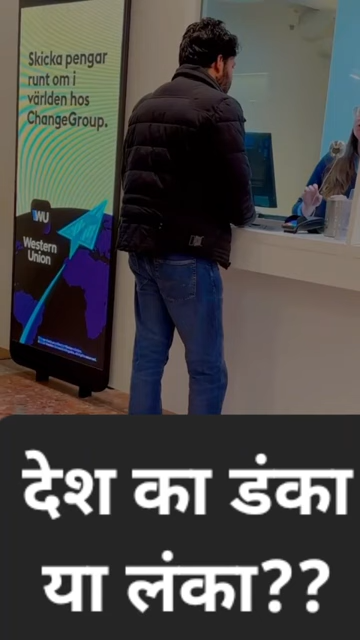 Skicka pengar
runt om i
världen hos
ChangeGroup.
WU
Western
Union
देश का डंका
या लंका??